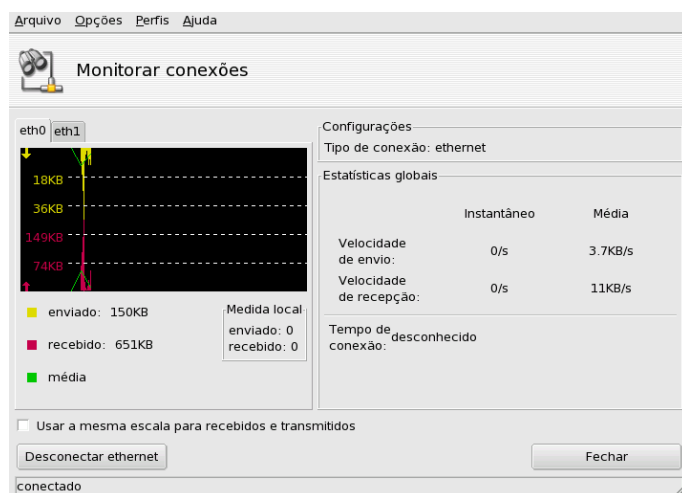 Arquivo Opções Perfis Ajuda
Monitorar conexões
eth0 eth1
18KB
36KB
149KB
74KB
enviado: 150KB
recebido: 651KB
média
Medida local
enviado: 0
recebido: 0
Configurações
Tipo de conexão: ethernet
Estatísticas globais
Instantâneo Média
Velocidade
de envio: 0/s 3.7KB/s
Velocidade
de recepção: 0/s 11KB/s
Tempo de
conexão: desconhecido
Usar a mesma escala para recebidos e transmitidos
Desconectar ethernet Fechar
conectado